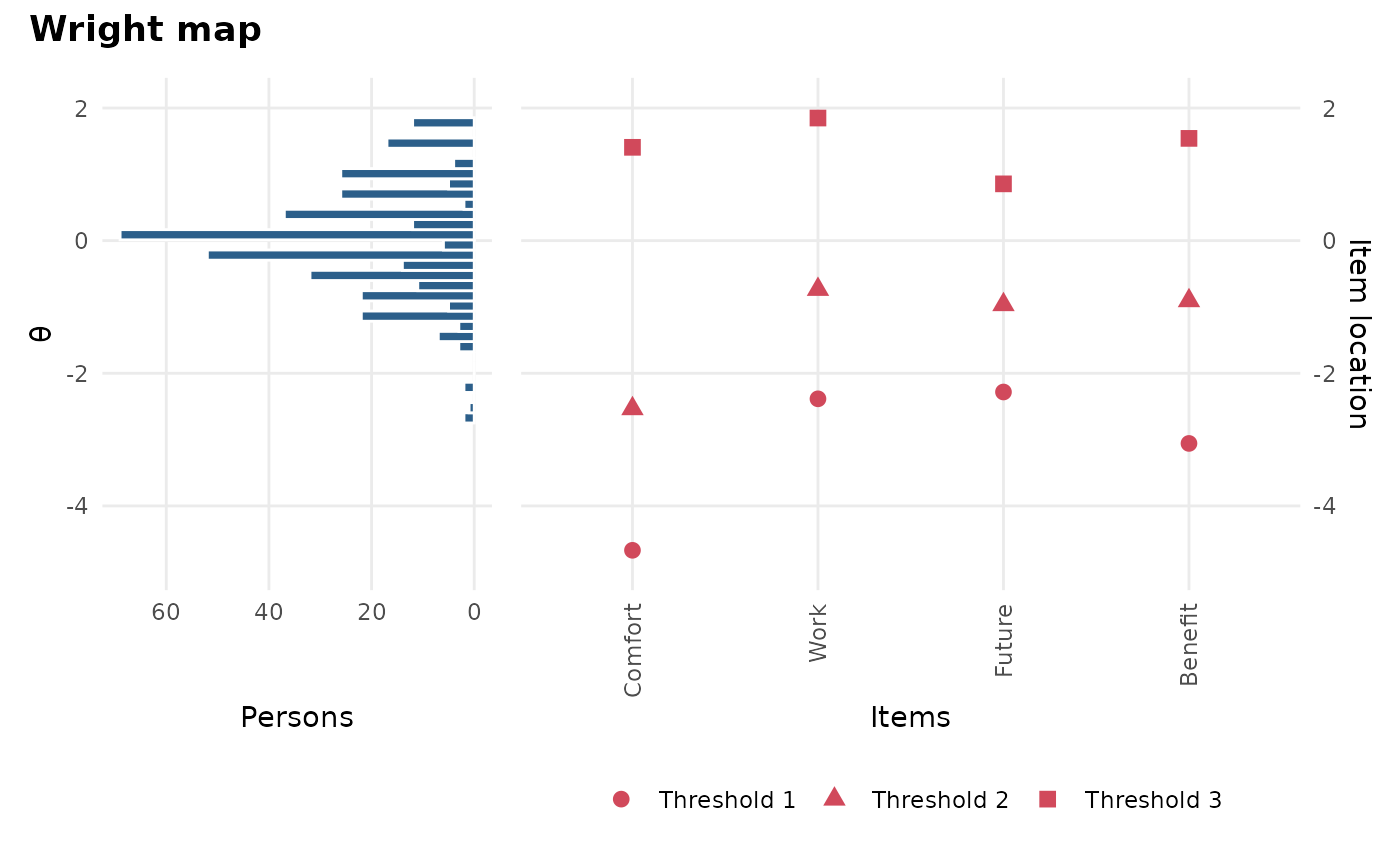 Wright map
2
0
-2
-4
θ
60 40 20 0
Persons
Comfort
Work
Future
Benefit
Items
2
0
-2
-4
Item location
Threshold 1 Threshold 2 Threshold 3